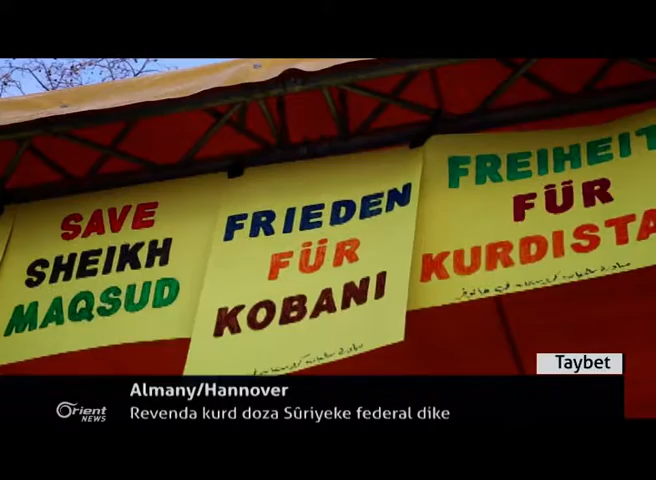 SAVE
SHEIKH
MAQSUD
FRIEDEN
FÜR
KOBANI
FREIHEIT
FÜR
KURDISTA
Taybet
Almany/Hannover
Revenda kurd doza Sûriyeke federal dike
Orient
NEWS